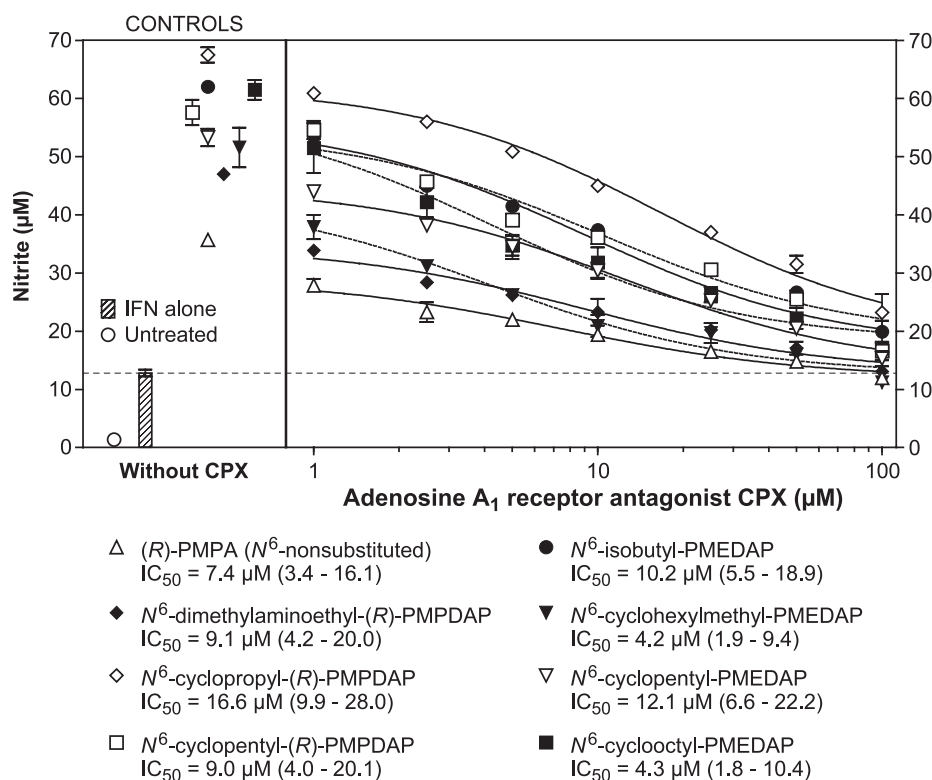 CONTROLS
70
60
50
40
30
20
10
0
Nitrite (µM)
IFN alone
Untreated
Without CPX
70
60
50
40
30
20
10
0
1
10
100
Adenosine A₁ receptor antagonist CPX (µM)
(R)-PMPA (N⁶-nonsubstituted)
IC₅₀ = 7.4 µM (3.4 - 16.1)
N⁶-dimethylaminoethyl-(R)-PMPDAP
IC₅₀ = 9.1 µM (4.2 - 20.0)
N⁶-cyclopropyl-(R)-PMPDAP
IC₅₀ = 16.6 µM (9.9 - 28.0)
N⁶-cyclopentyl-(R)-PMPDAP
IC₅₀ = 9.0 µM (4.0 - 20.1)
N⁶-isobutyl-PMEDAP
IC₅₀ = 10.2 µM (5.5 - 18.9)
N⁶-cyclohexylmethyl-PMEDAP
IC₅₀ = 4.2 µM (1.9 - 9.4)
N⁶-cyclopentyl-PMEDAP
IC₅₀ = 12.1 µM (6.6 - 22.2)
N⁶-cyclooctyl-PMEDAP
IC₅₀ = 4.3 µM (1.8 - 10.4)